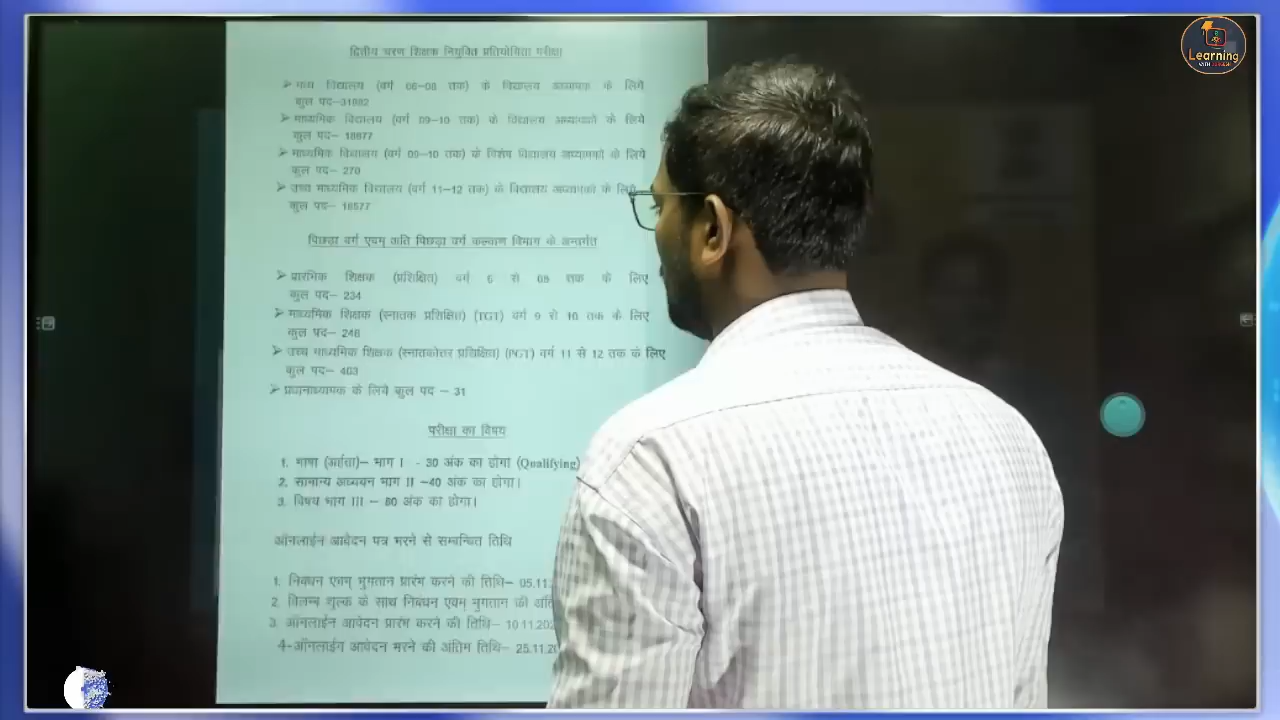 द्वितीय चरण शिक्षक नियुक्ति प्रतियोगिता परीक्षा
➢ मध्य विद्यालय (वर्ग 06-08 तक) के विद्यालय अध्यापक के लिये
कुल पद-31982
➢ माध्यमिक विद्यालय (वर्ग 09-10 तक) के विद्यालय अध्यापकों के लिये
कुल पद- 18877
➢ माध्यमिक विद्यालय (वर्ग 09-10 तक) के विशेष विद्यालय अध्यापकों के लिये
कुल पद- 270
➢ उच्च माध्यमिक विद्यालय (वर्ग 11-12 तक) के विद्यालय अध्यापकों के लिये
कुल पद- 18577
पिछड़ा वर्ग एवम् अति पिछड़ा वर्ग कल्याण विभाग के अन्तर्गत
➢ प्रारंभिक शिक्षक (प्रशिक्षित) वर्ग 6 से 08 तक के लिए
कुल पद- 234
➢ माध्यमिक शिक्षक (स्नातक प्रशिक्षित) (TGT) वर्ग 9 से 10 तक के लिए
कुल पद- 248
➢ उच्च माध्यमिक शिक्षक (स्नातकोत्तर प्रशिक्षित) (PGT) वर्ग 11 से 12 तक के लिए
कुल पद- 403
➢ प्रधानाध्यापक के लिये कुल पद - 31
परीक्षा का विषय
1. भाषा (अर्हता)- भाग I - 30 अंक का होगा (Qualifying)
2. सामान्य अध्ययन भाग II -40 अंक का होगा।
3. विषय भाग III - 80 अंक का होगा।
ऑनलाईन आवेदन पत्र भरने से सम्बन्धित तिथि
1. निबंधन एवम् भुगतान प्रारंभ करने की तिथि- 05.11.
2. विलम्ब शुल्क के साथ निबंधन एवम् भुगतान की
3. ऑनलाईन आवेदन प्रारंभ करने की तिथि- 10.11.202
4-ऑनलाईन आवेदन भरने की अंतिम तिथि- 25.11.20
Learning